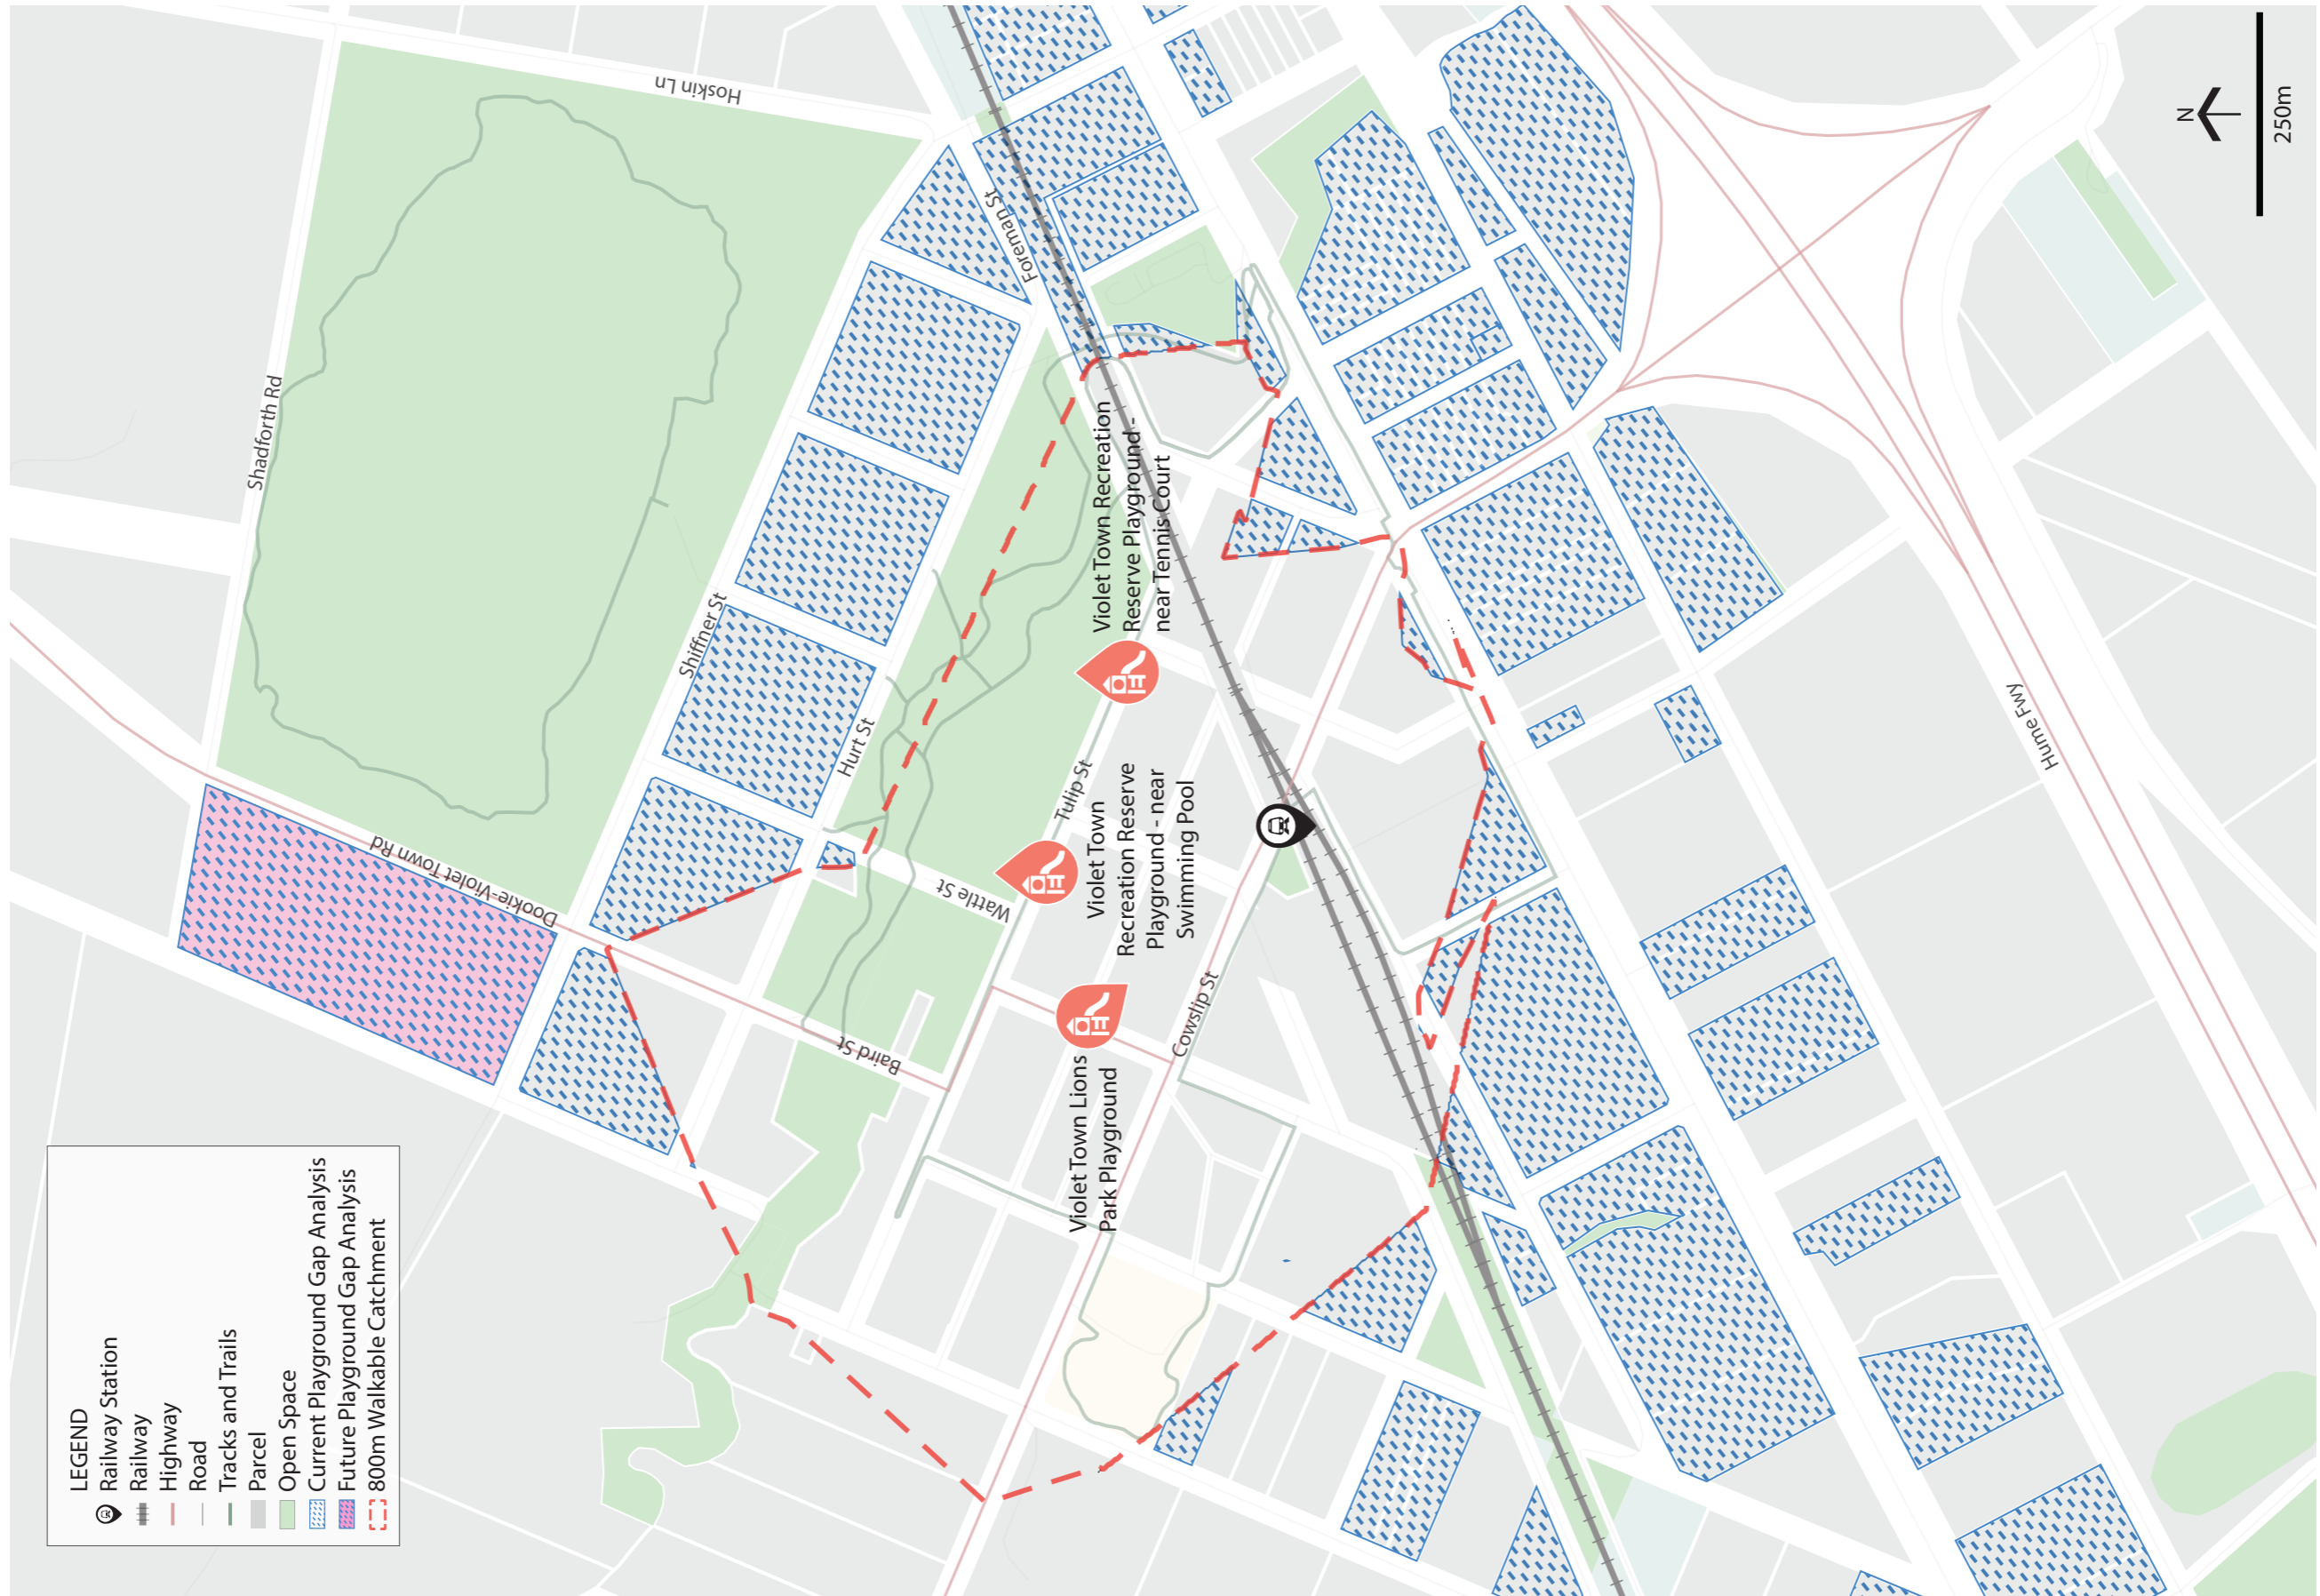 LEGEND
Railway Station
Railway
Highway
Road
Tracks and Trails
Parcel
Open Space
Current Playground Gap Analysis
Future Playground Gap Analysis
800m Walkable Catchment
Shadforth Rd
Hoskin Ln
Dookie-Violet Town Rd
Shiffner St
Hurt St
Foreman St
Wattle St
Tulip St
Baird St
Cowslip St
Hume Fwy
Violet Town Lions
Park Playground
Violet Town
Recreation Reserve
Playground - near
Swimming Pool
Violet Town Recreation
Reserve Playground -
near Tennis Court
N
250m